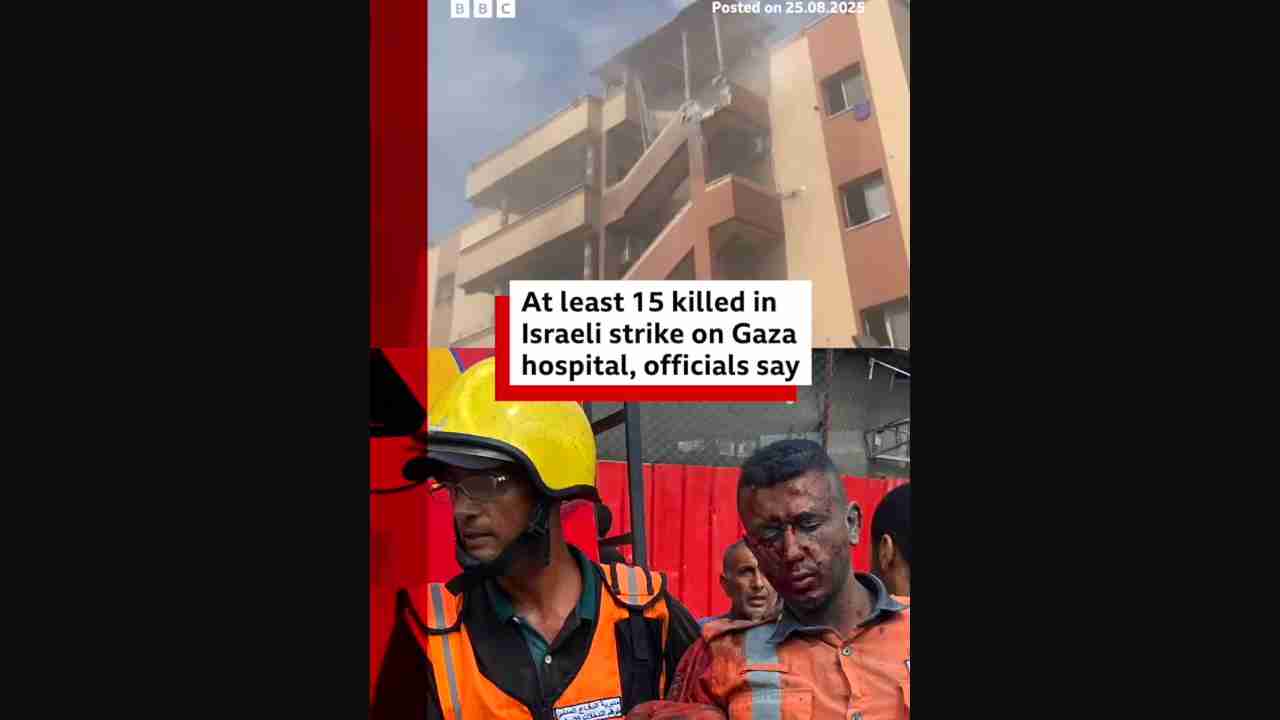 BBC
Posted on 25.08.2025
At least 15 killed in
Israeli strike on Gaza
hospital, officials say